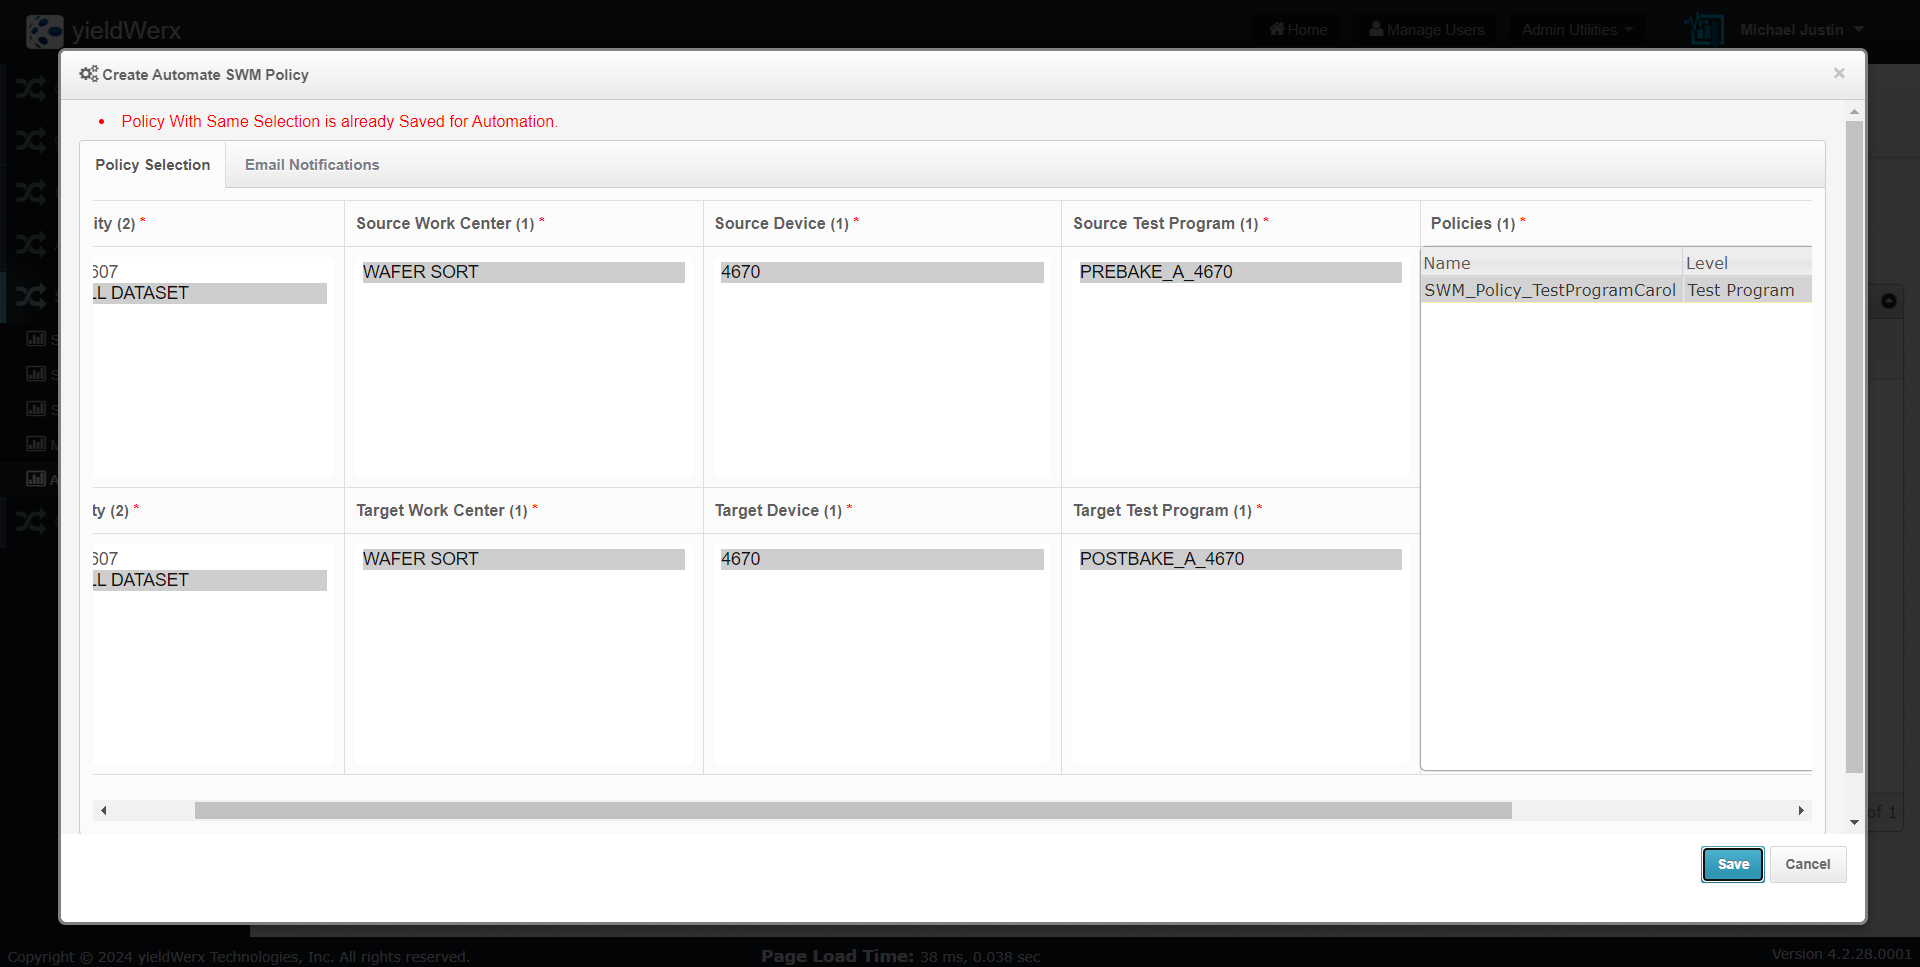 yieldWerx
Home
Manage Users
Admin Utilities
Michael Justin
Create Automate SWM Policy
×
• Policy With Same Selection is already Saved for Automation.
Policy Selection
Email Notifications
ity (2) *
Source Work Center (1) *
Source Device (1) *
Source Test Program (1) *
Policies (1) *
607
LL DATASET
WAFER SORT
4670
PREBAKE_A_4670
Name
Level
SWM_Policy_TestProgramCarol
Test Program
ty (2) *
Target Work Center (1) *
Target Device (1) *
Target Test Program (1) *
607
LL DATASET
WAFER SORT
4670
POSTBAKE_A_4670
of 1
Save
Cancel
Copyright © 2024 yieldWerx Technologies, Inc. All rights reserved.
Page Load Time: 38 ms, 0.038 sec
Version 4.2.28.0001